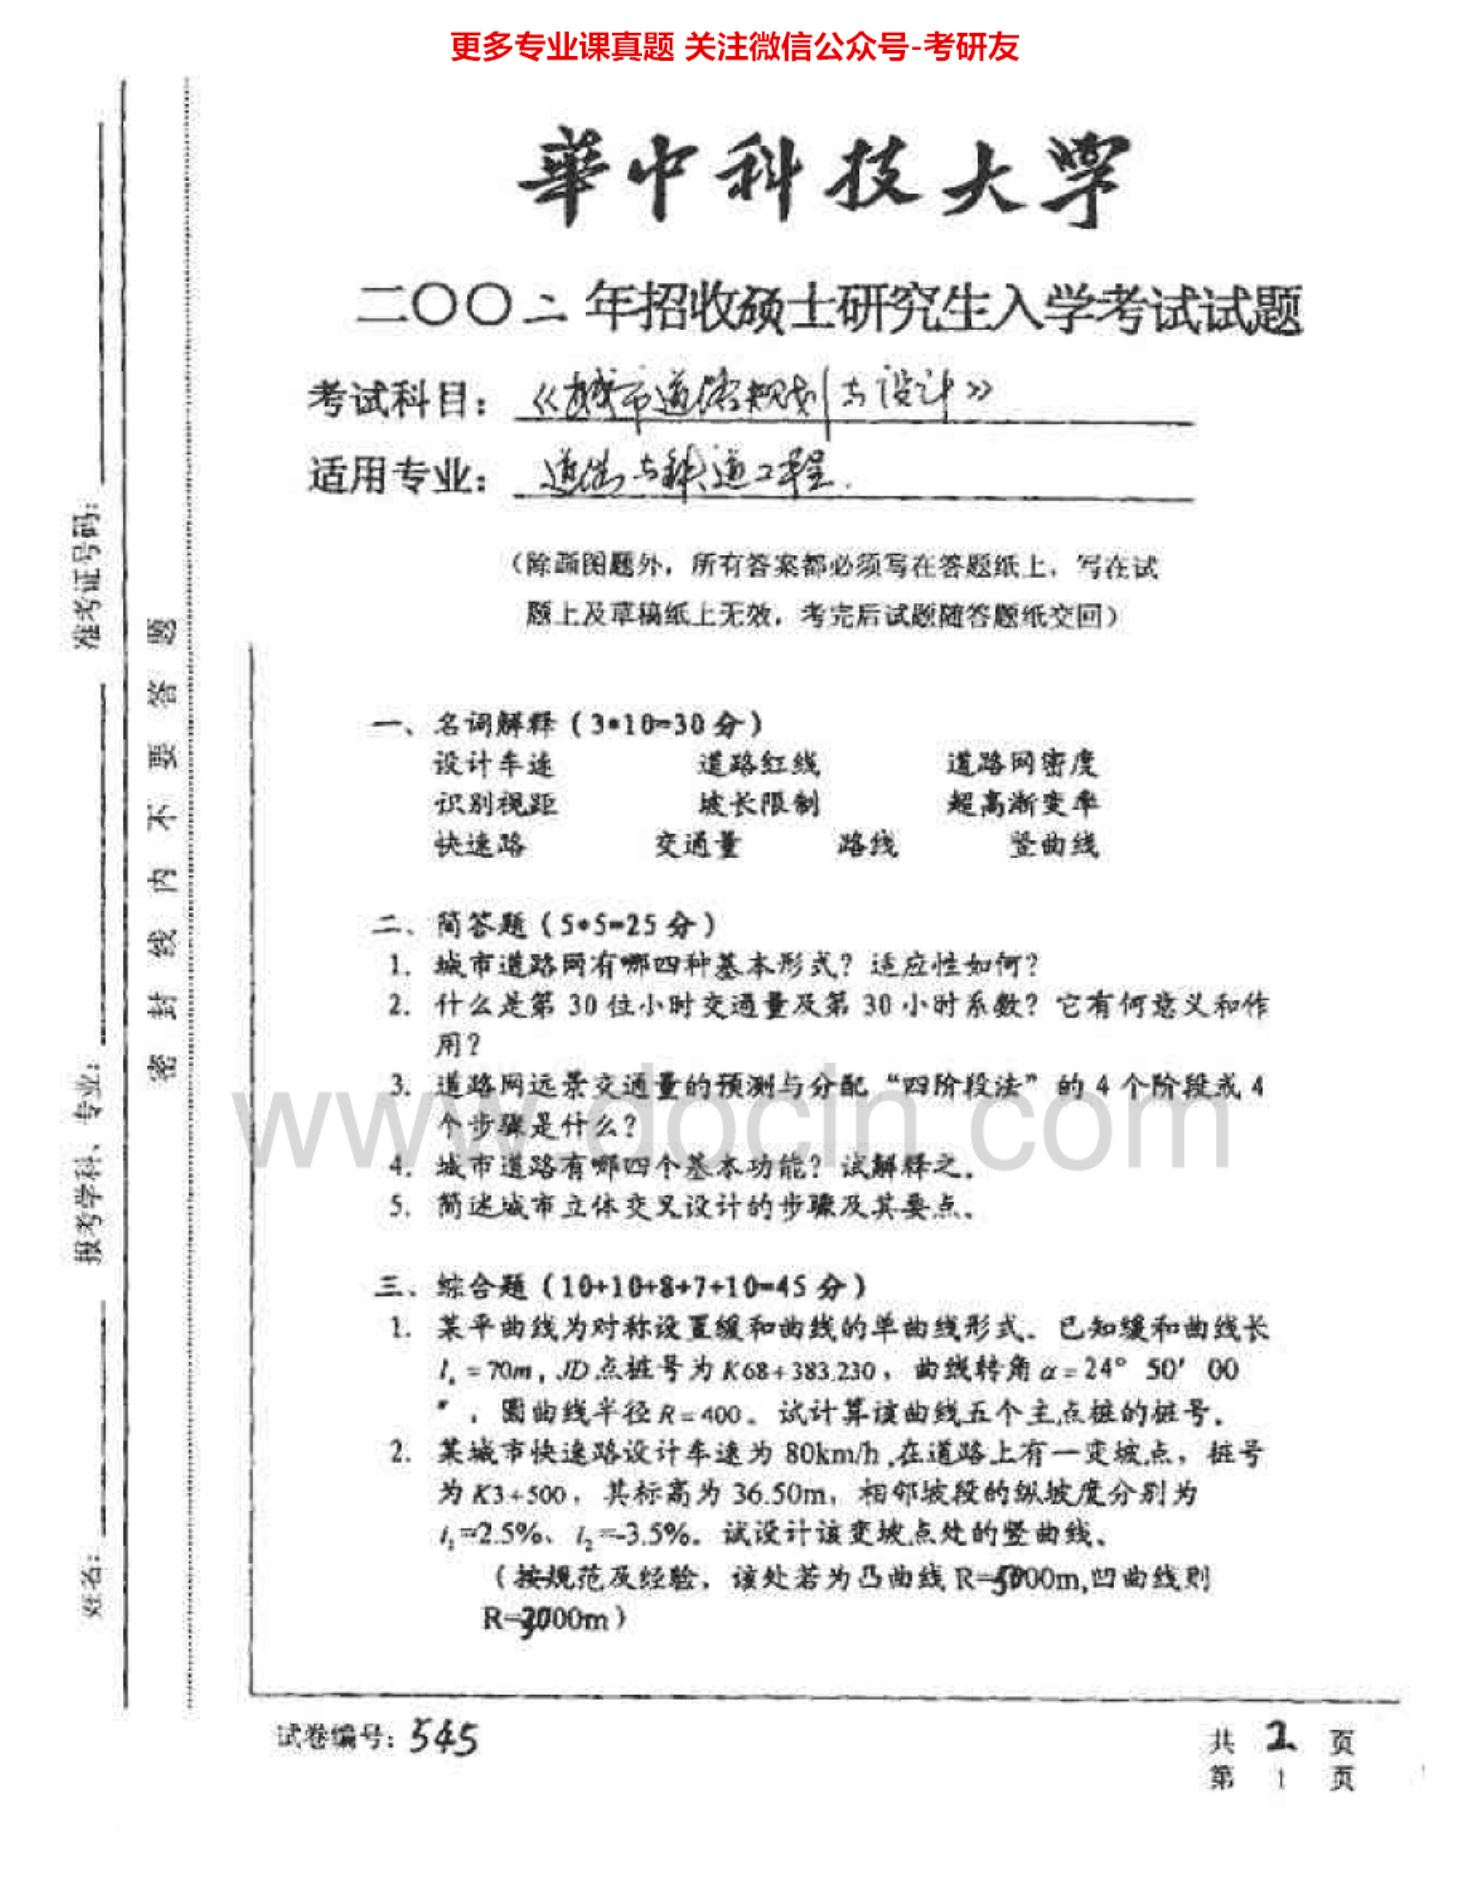 更多专业课真题 关注微信公众号-考研友
華中科技大学
二〇〇二年招收硕士研究生入学考试试题
考试科目：《城市道路规划与设计》
适用专业：道路与铁道工程.
（除画图题外，所有答案都必须写在答题纸上，写在试
题上及草稿纸上无效，考完后试题随答题纸交回）
准考证号码：
报考学科、专业：
姓名：
密封线内不要答题
一、名词解释（3*10=30分）
设计车速 道路红线 道路网密度
识别视距 坡长限制 超高渐变率
快速路 交通量 路线 竖曲线
二、简答题（5*5=25分）
1. 城市道路网有哪四种基本形式？适应性如何？
2. 什么是第30位小时交通量及第30小时系数？它有何意义和作
用？
3. 道路网远景交通量的预测与分配“四阶段法”的4个阶段或4
个步骤是什么？
4. 城市道路有哪四个基本功能？试解释之。
5. 简述城市立体交叉设计的步骤及其要点。
www.docin.com
三、综合题（10+10+8+7+10=45分）
1. 某平曲线为对称设置缓和曲线的单曲线形式。已知缓和曲线长
lₛ=70m，JD点桩号为K68+383.230，曲线转角α=24° 50′ 00
″，圆曲线半径R=400。试计算该曲线五个主点桩的桩号。
2. 某城市快速路设计车速为80km/h,在道路上有一变坡点，桩号
为K3+500，其标高为36.50m，相邻坡段的纵坡度分别为
i₁=2.5%、i₂=-3.5%。试设计该变坡点处的竖曲线。
（按规范及经验，该处若为凸曲线R=5000m,凹曲线则
R=3000m）
试卷编号：545
共 2 页
第 1 页